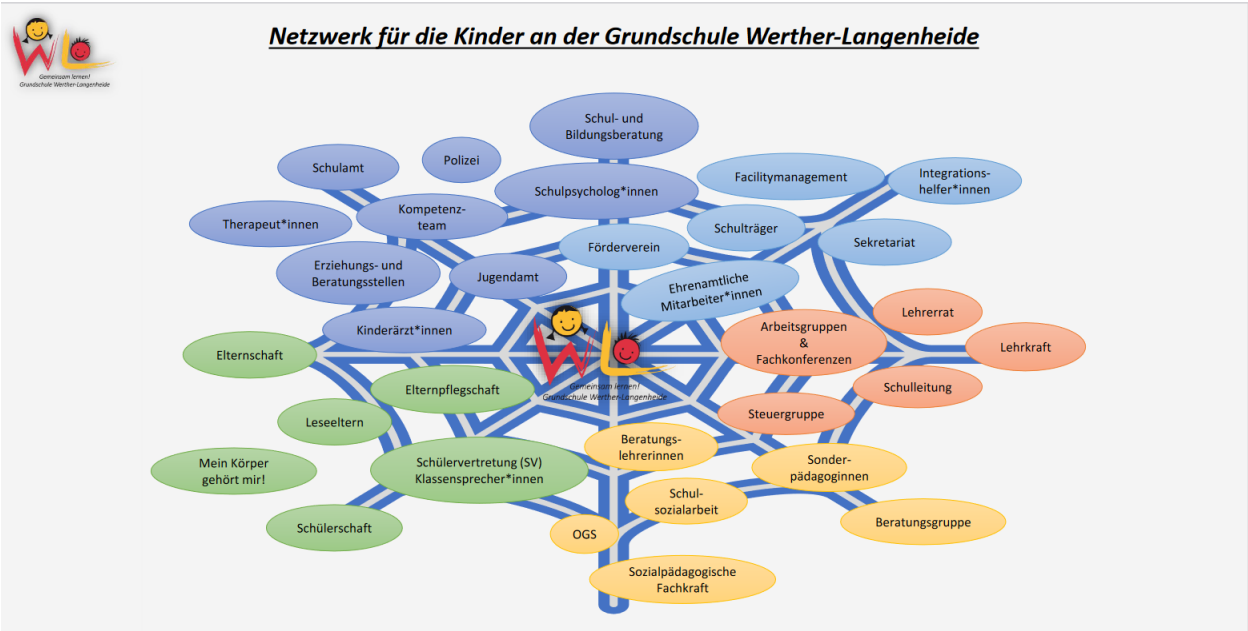 Netzwerk für die Kinder an der Grundschule Werther-Langenheide
WL
Gemeinsam lernen!
Grundschule Werther-Langenheide
Schul- und
Bildungsberatung
Schulamt
Polizei
Schulpsycholog*innen
Facilitymanagement
Integrations-
helfer*innen
Therapeut*innen
Kompetenz-
team
Schulträger
Sekretariat
Förderverein
Erziehungs- und
Beratungsstellen
Jugendamt
Ehrenamtliche
Mitarbeiter*innen
Kinderärzt*innen
Lehrerrat
Arbeitsgruppen
&
Fachkonferenzen
Elternschaft
Lehrkraft
WL
Gemeinsam lernen!
Grundschule Werther-Langenheide
Elternpflegschaft
Schulleitung
Leseeltern
Steuergruppe
Beratungs-
lehrerinnen
Mein Körper
gehört mir!
Schülervertretung (SV)
Klassensprecher*innen
Sonder-
pädagoginnen
Schul-
sozialarbeit
Schülerschaft
OGS
Beratungsgruppe
Sozialpädagogische
Fachkraft